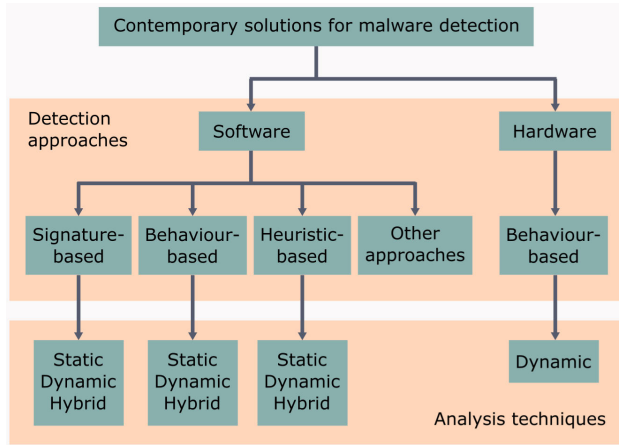 Contemporary solutions for malware detection
Detection
approaches
Software
Hardware
Signature-
based
Behaviour-
based
Heuristic-
based
Other
approaches
Behaviour-
based
Static
Dynamic
Hybrid
Static
Dynamic
Hybrid
Static
Dynamic
Hybrid
Dynamic
Analysis techniques